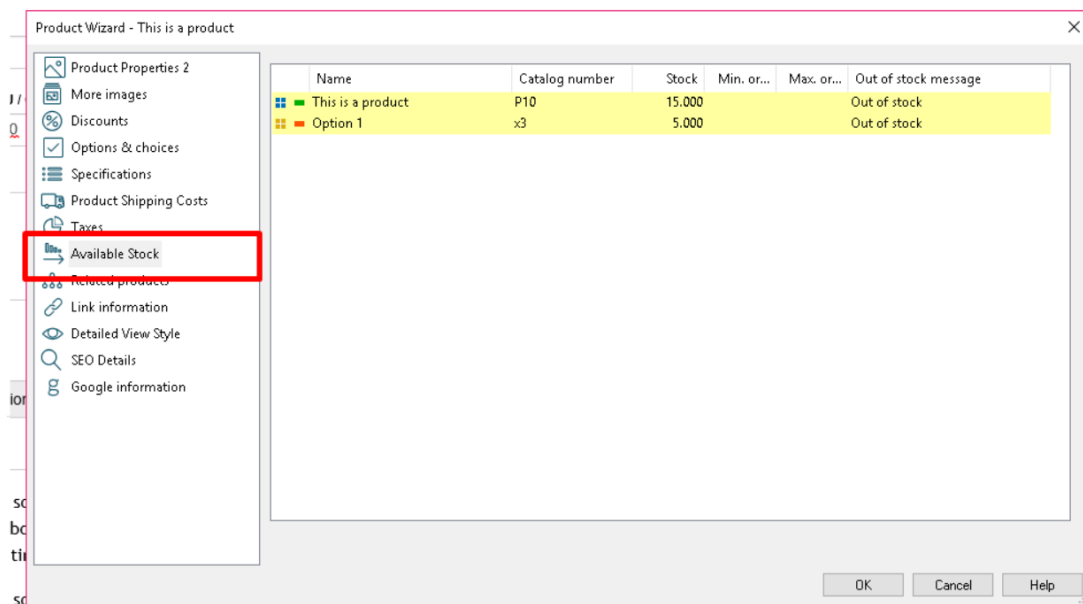 Product Wizard - This is a product
Product Properties 2
More images
Discounts
Options & choices
Specifications
Product Shipping Costs
Taxes
Available Stock
Related products
Link information
Detailed View Style
SEO Details
Google information
Name Catalog number Stock Min. or... Max. or... Out of stock message
This is a product P10 15.000 Out of stock
Option 1 x3 5.000 Out of stock
OK Cancel Help